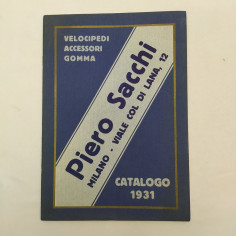 VELOCIPEDI
ACCESSORI
GOMMA
Piero Sacchi
MILANO - VIALE COL DI LANA, 12
CATALOGO
1931